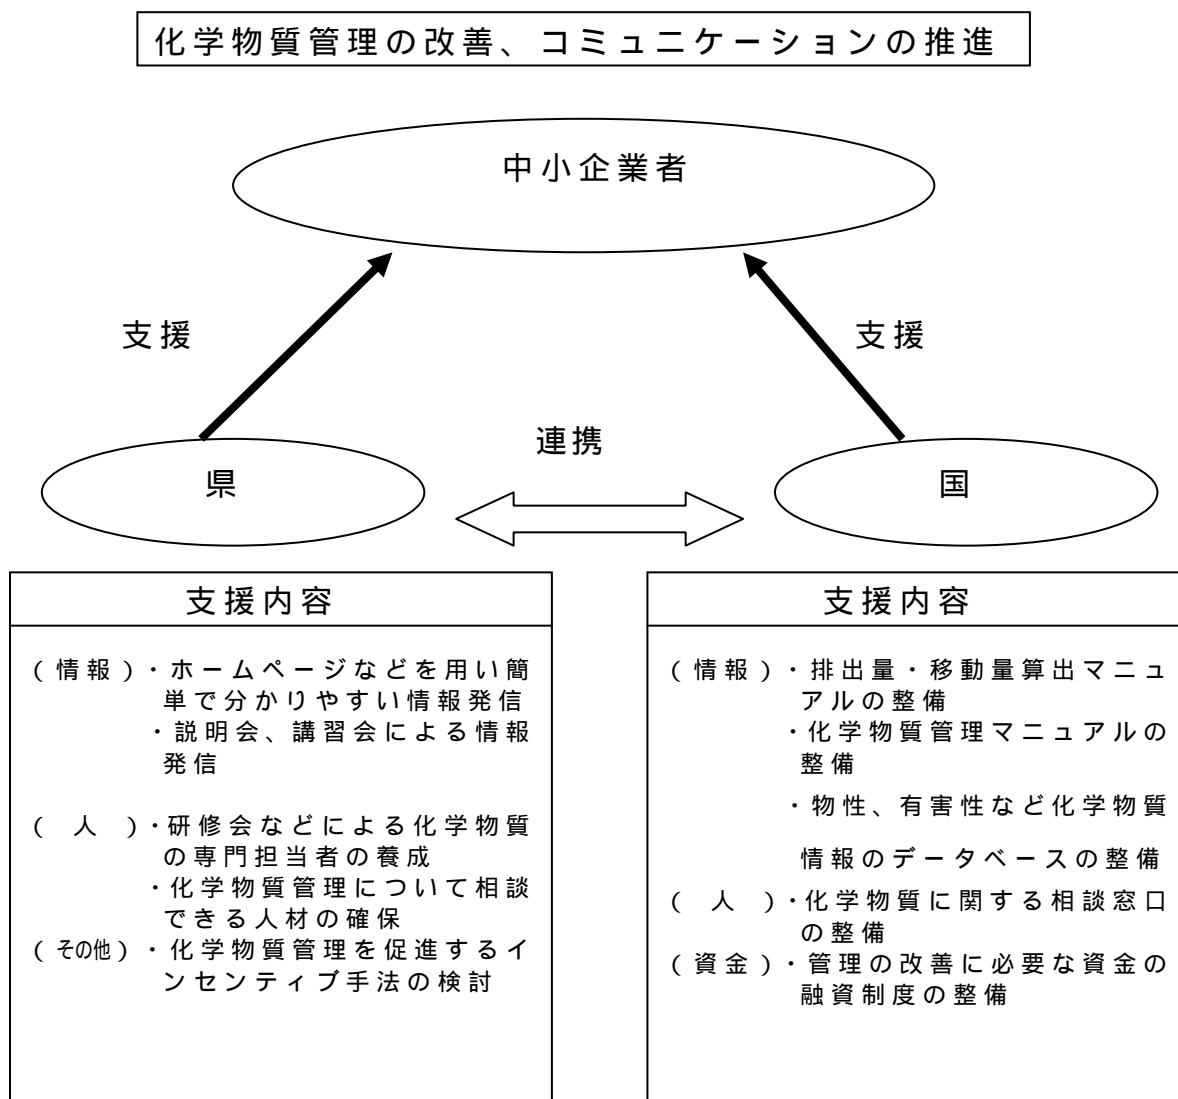 化学物質管理の改善、コミュニケーションの推進
中小企業者
支援
支援
連携
県
国
支援内容
(情報)・ホームページなどを用い簡
単で分かりやすい情報発信
・説明会、講習会による情報
発信
(人)・研修会などによる化学物質
の専門担当者の養成
・化学物質管理について相談
できる人材の確保
(その他)・化学物質管理を促進するイ
ンセンティブ手法の検討
支援内容
(情報)・排出量・移動量算出マニュ
アルの整備
・化学物質管理マニュアルの
整備
・物性、有害性など化学物質
情報のデータベースの整備
(人)・化学物質に関する相談窓口
の整備
(資金)・管理の改善に必要な資金の
融資制度の整備